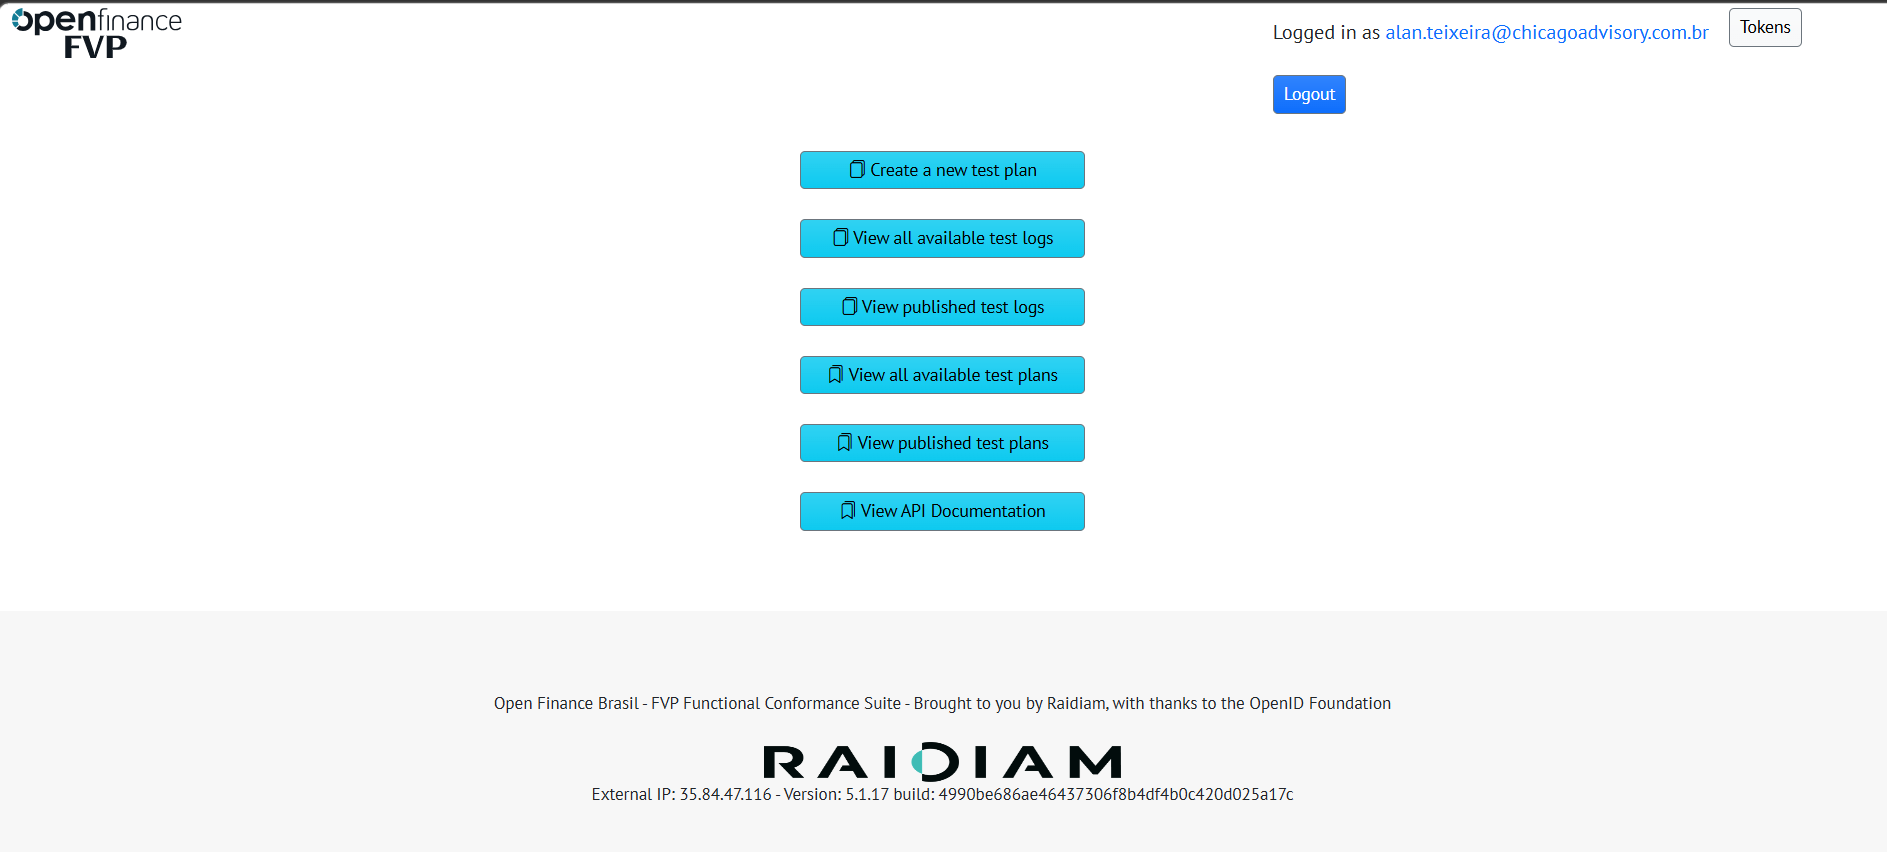 openfinance
FVP
Logged in as alan.teixeira@chicagoadvisory.com.br
Tokens
Logout
Create a new test plan
View all available test logs
View published test logs
View all available test plans
View published test plans
View API Documentation
Open Finance Brasil - FVP Functional Conformance Suite - Brought to you by Raidiam, with thanks to the OpenID Foundation
RAIDIAM
External IP: 35.84.47.116 - Version: 5.1.17 build: 4990be686ae46437306f8b4df4b0c420d025a17c